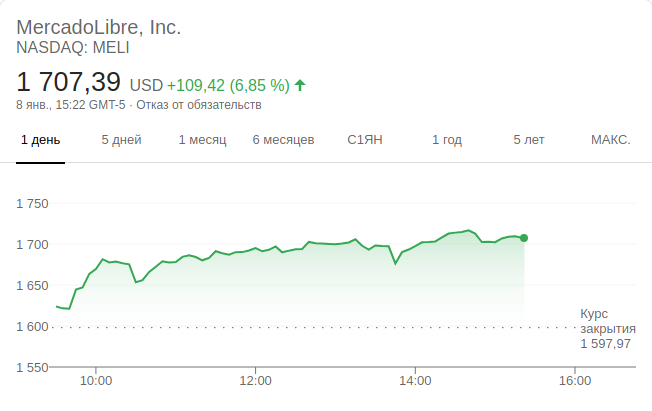 MercadoLibre, Inc.
NASDAQ: MELI
1 707,39 USD +109,42 (6,85 %)
8 янв., 15:22 GMT-5 · Отказ от обязательств
1 день 5 дней 1 месяц 6 месяцев С1ЯН 1 год 5 лет МАКС.
1 750
1 700
1 650
1 600
1 550
Курс
закрытия
1 597,97
10:00 12:00 14:00 16:00